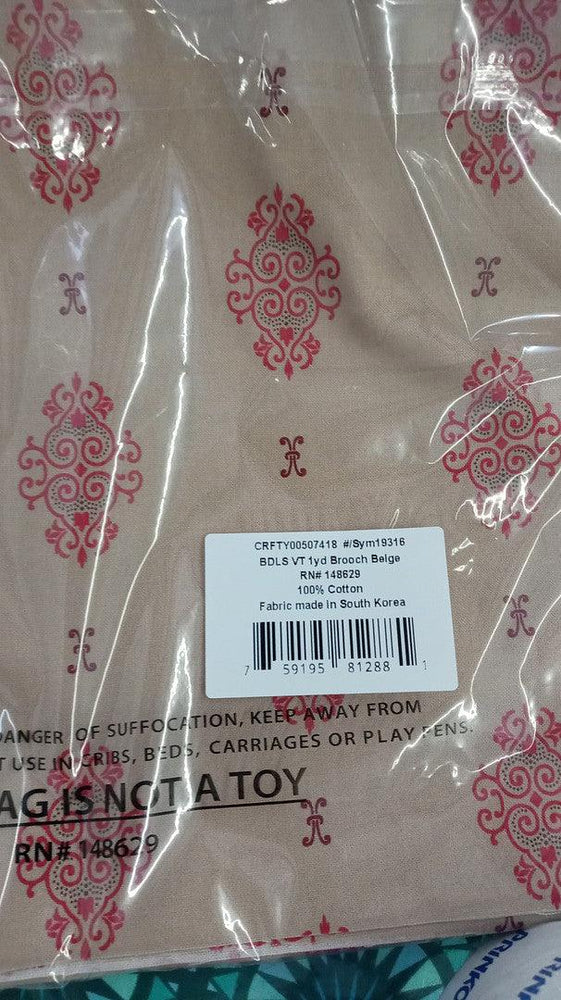 CRFTY00507418 #/Sym19316
BDLS VT 1yd Brooch Beige
RN# 148629
100% Cotton
Fabric made in South Korea
7 59195 81288 1
DANGER OF SUFFOCATION, KEEP AWAY FROM
USE IN CRIBS, BEDS, CARRIAGES OR PLAY PENS.
IS NOT A TOY
RN# 148629